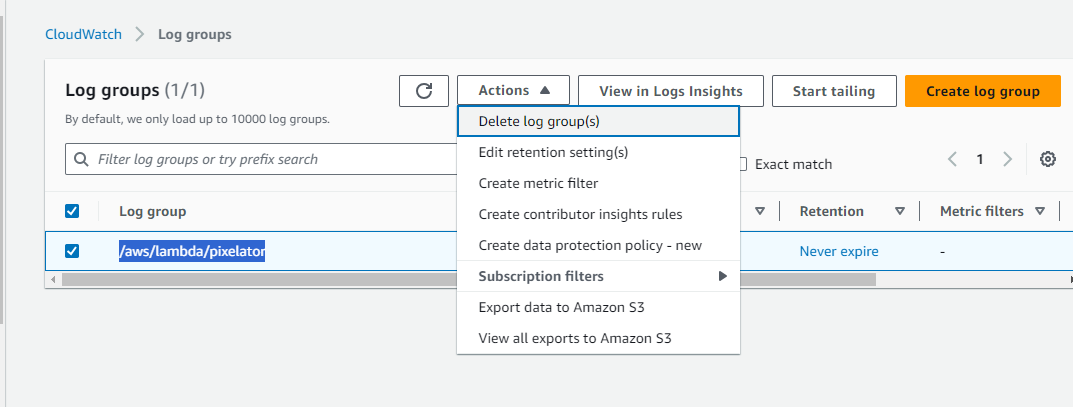 CloudWatch > Log groups
Log groups (1/1)
Actions
View in Logs Insights
Start tailing
Create log group
By default, we only load up to 10000 log groups.
Delete log group(s)
Edit retention setting(s)
Create metric filter
Create contributor insights rules
Create data protection policy - new
Subscription filters
Export data to Amazon S3
View all exports to Amazon S3
Filter log groups or try prefix search
Exact match
1
Log group
Retention
Metric filters
/aws/lambda/pixelator
Never expire
-